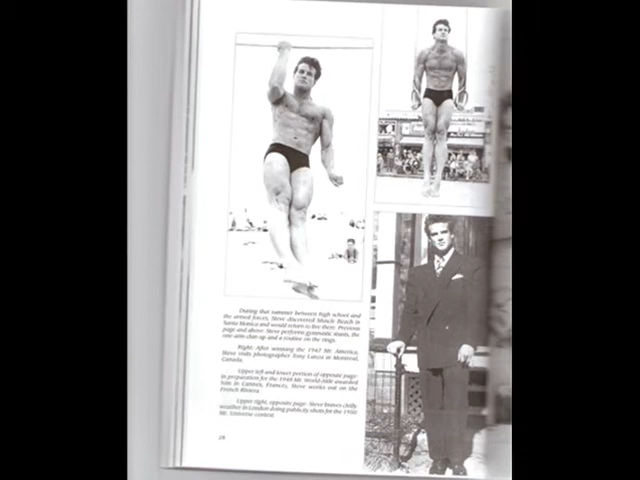 During that summer between high school and
the armed forces, Steve discovered Muscle Beach in
Santa Monica and would return to live there. Previous
page and above: Steve performs gymnastic stunts, the
one-arm chin-up and a routine on the rings.
Right: After winning the 1947 Mr. America,
Steve visits photographer Tony Lanza at Montreal,
Canada.
Upper left and lower portion of opposite page:
in preparation for the 1948 Mr. World (title awarded
him in Cannes, France), Steve works out on the
French Riviera.
Upper right, opposite page: Steve braves chilly
weather in London doing publicity shots for the 1950
Mr. Universe contest.
28